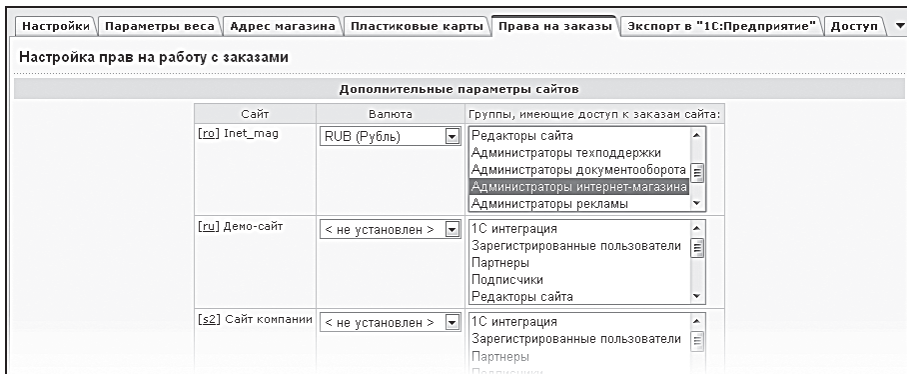 Настройки Параметры веса Адрес магазина Пластиковые карты Права на заказы Экспорт в "1С:Предприятие" Доступ
Настройка прав на работу с заказами
Дополнительные параметры сайтов
Сайт Валюта Группы, имеющие доступ к заказам сайта:
[ro] Inet_mag RUB (Рубль) Редакторы сайта
Администраторы техподдержки
Администраторы документооборота
Администраторы интернет-магазина
Администраторы рекламы
[ru] Демо-сайт < не установлен > 1С интеграция
Зарегистрированные пользователи
Партнеры
Подписчики
Редакторы сайта
[s2] Сайт компании < не установлен > 1С интеграция
Зарегистрированные пользователи
Партнеры
Подписчики